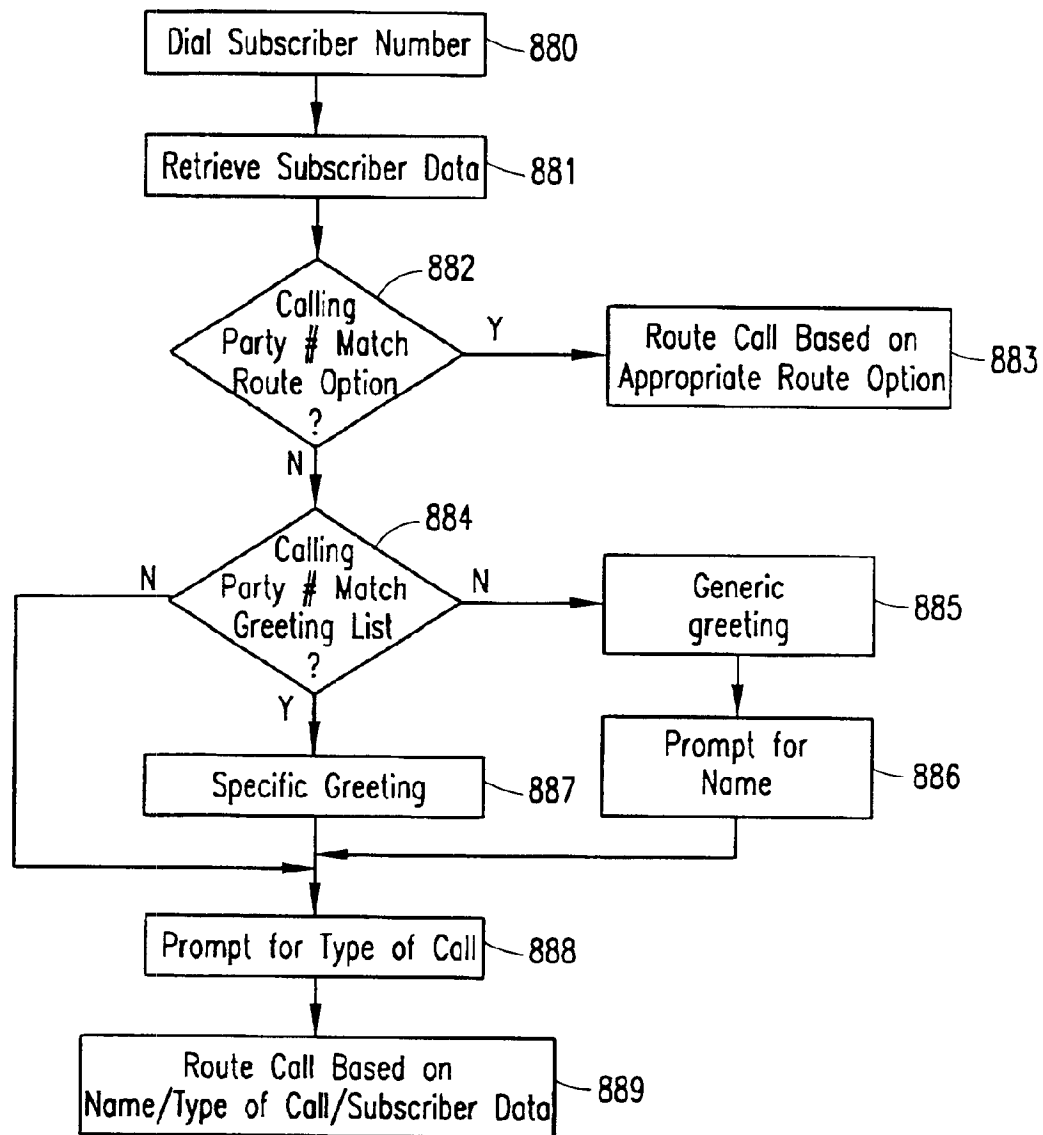 Dial Subscriber Number
880
Retrieve Subscriber Data
881
882
Calling
Party # Match
Route Option
?
Y
Route Call Based on
Appropriate Route Option
883
N
884
Calling
Party # Match
Greeting List
?
N
N
Generic
greeting
885
Y
Prompt for
Name
886
Specific Greeting
887
Prompt for Type of Call
888
Route Call Based on
Name/Type of Call/Subscriber Data
889